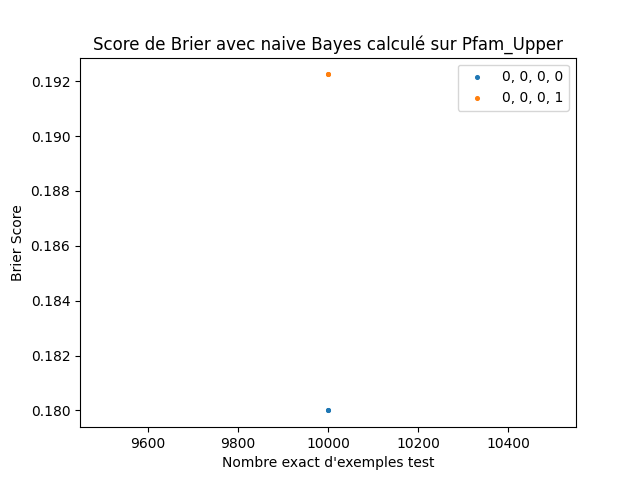 Score de Brier avec naive Bayes calculé sur Pfam_Upper
0, 0, 0, 0
0, 0, 0, 1
0.192
0.190
0.188
0.186
0.184
0.182
0.180
Brier Score
9600
9800
10000
10200
10400
Nombre exact d'exemples test